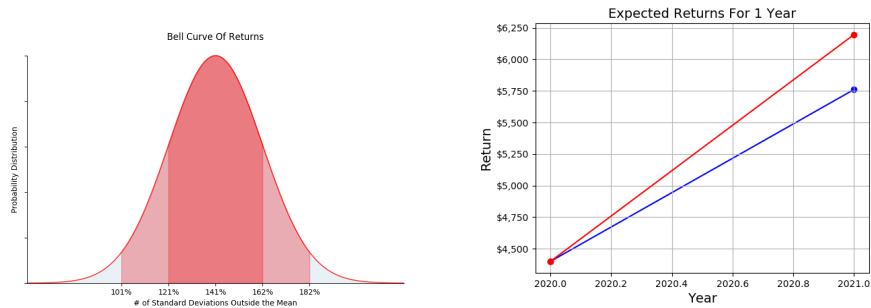 Bell Curve Of Returns
Probability Distribution
101% 121% 141% 162% 182%
# of Standard Deviations Outside the Mean
Expected Returns For 1 Year
$6,250
$6,000
$5,750
$5,500
$5,250
$5,000
$4,750
$4,500
Return
2020.0 2020.2 2020.4 2020.6 2020.8 2021.0
Year